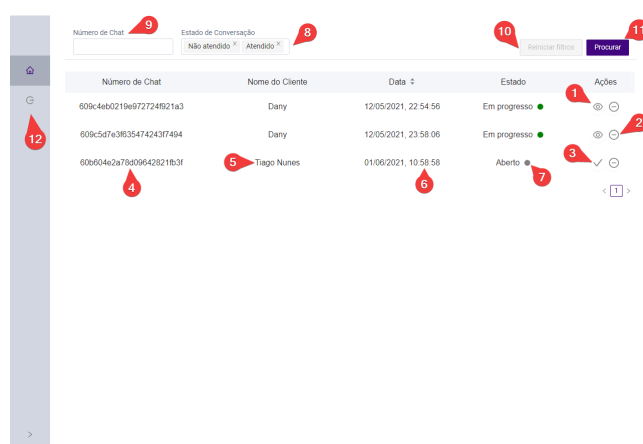 Número de Chat 9 Estado de Conversação
Não atendido × Atendido × 8 10 Reiniciar filtros Procurar 11
Número de Chat Nome do Cliente Data Estado Ações
609c4eb0219e972724f921a3 Dany 12/05/2021, 22:54:56 Em progresso 1
609c5d7e3f635474243f7494 Dany 12/05/2021, 23:58:06 Em progresso 2
12
60b604e2a78d09642821fb3f 5 Tiago Nunes 01/06/2021, 10:58:58 Aberto 3
4 6 7
< 1 >
>